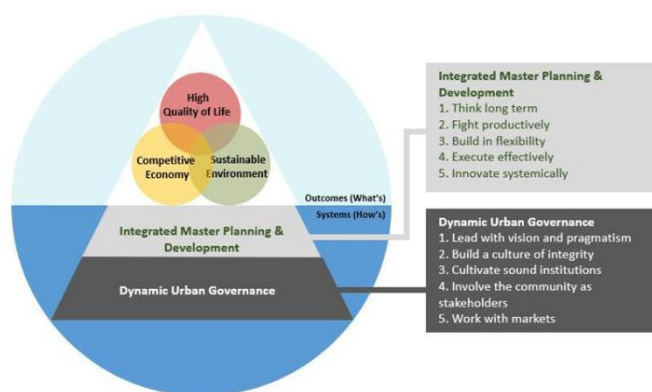 High
Quality of Life
Competitive
Economy
Sustainable
Environment
Outcomes (What's)
Systems (How's)
Integrated Master Planning &
Development
Dynamic Urban Governance
Integrated Master Planning &
Development
1. Think long term
2. Fight productively
3. Build in flexibility
4. Execute effectively
5. Innovate systemically
Dynamic Urban Governance
1. Lead with vision and pragmatism
2. Build a culture of integrity
3. Cultivate sound institutions
4. Involve the community as
stakeholders
5. Work with markets